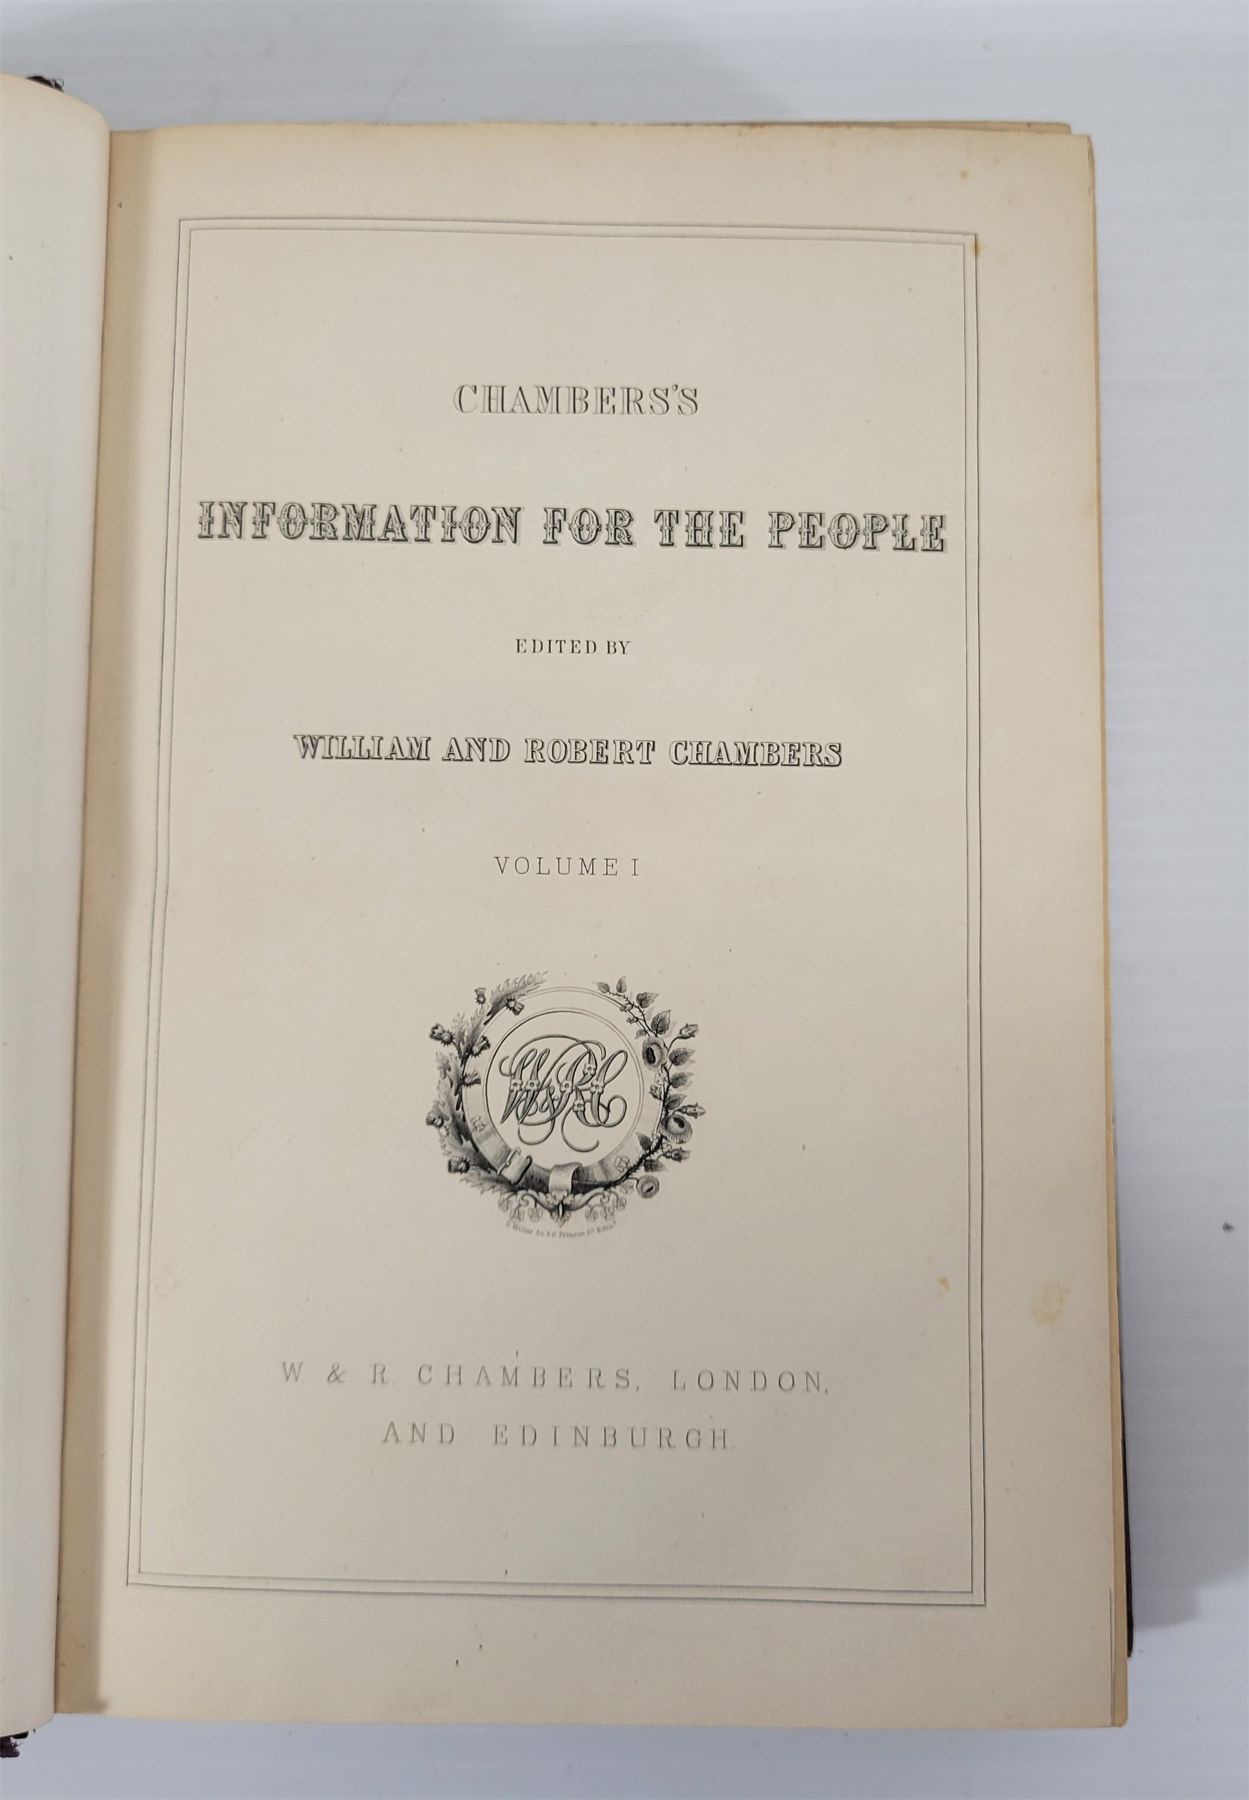 CHAMBERS'S
INFORMATION FOR THE PEOPLE
EDITED BY
WILLIAM AND ROBERT CHAMBERS
VOLUME I
W & R C
W. & R. CHAMBERS, LONDON,
AND EDINBURGH.